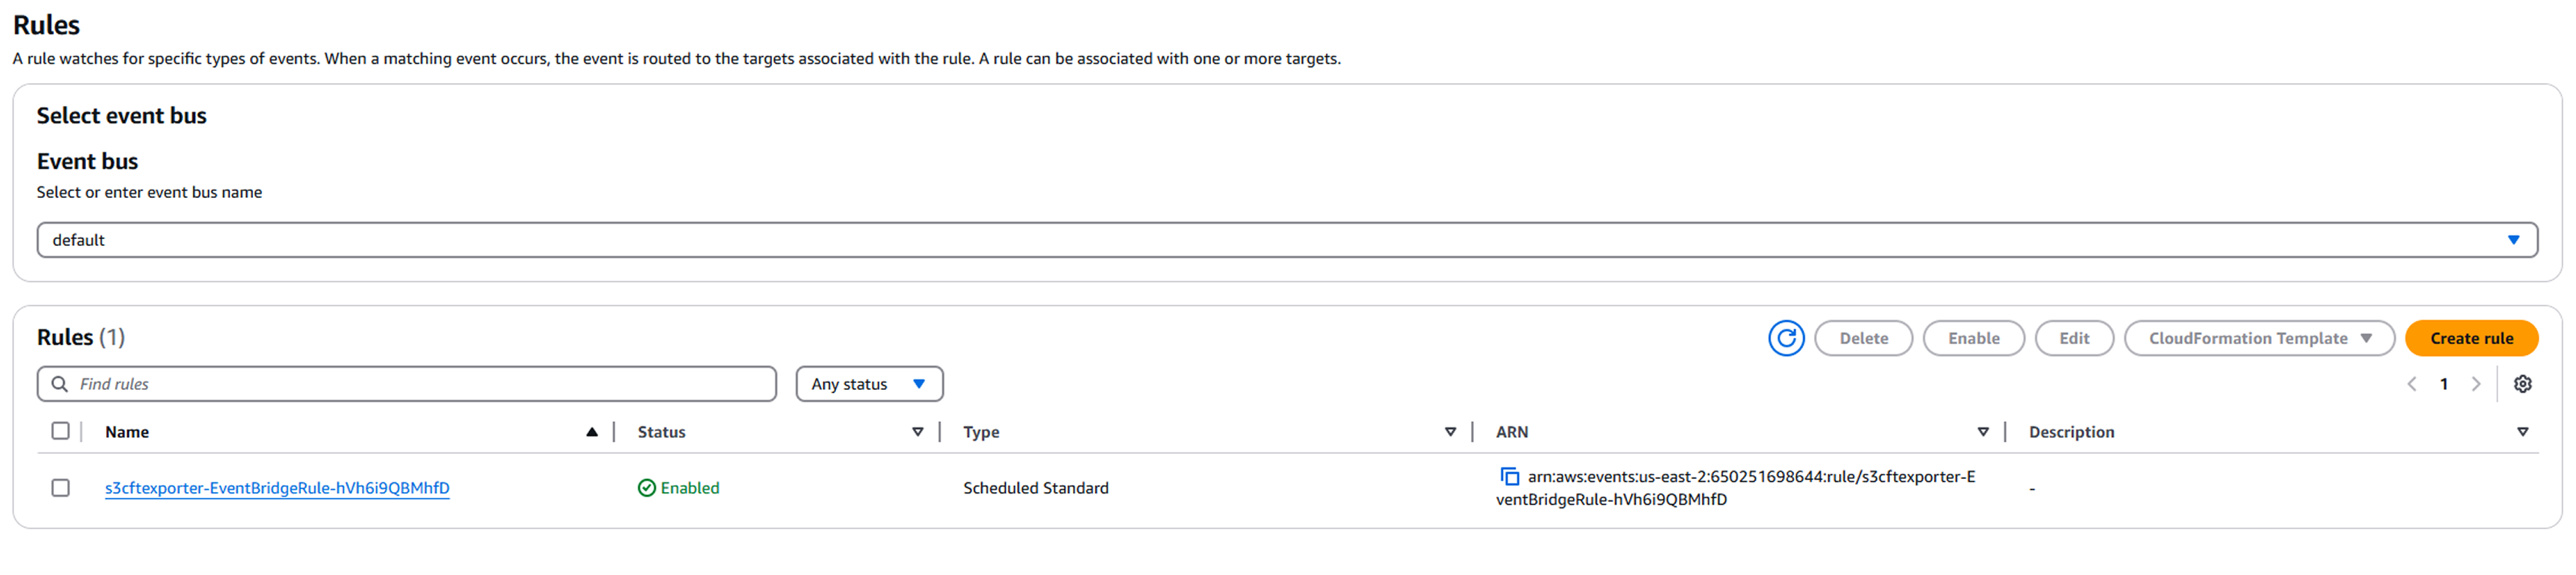 Rules
A rule watches for specific types of events. When a matching event occurs, the event is routed to the targets associated with the rule. A rule can be associated with one or more targets.
Select event bus
Event bus
Select or enter event bus name
default
Rules (1)
Delete
Enable
Edit
CloudFormation Template
Create rule
Find rules
Any status
1
Name
Status
Type
ARN
Description
s3cftexporter-EventBridgeRule-hVh6i9QBMhfD
Enabled
Scheduled Standard
arn:aws:events:us-east-2:650251698644:rule/s3cftexporter-E
ventBridgeRule-hVh6i9QBMhfD
-